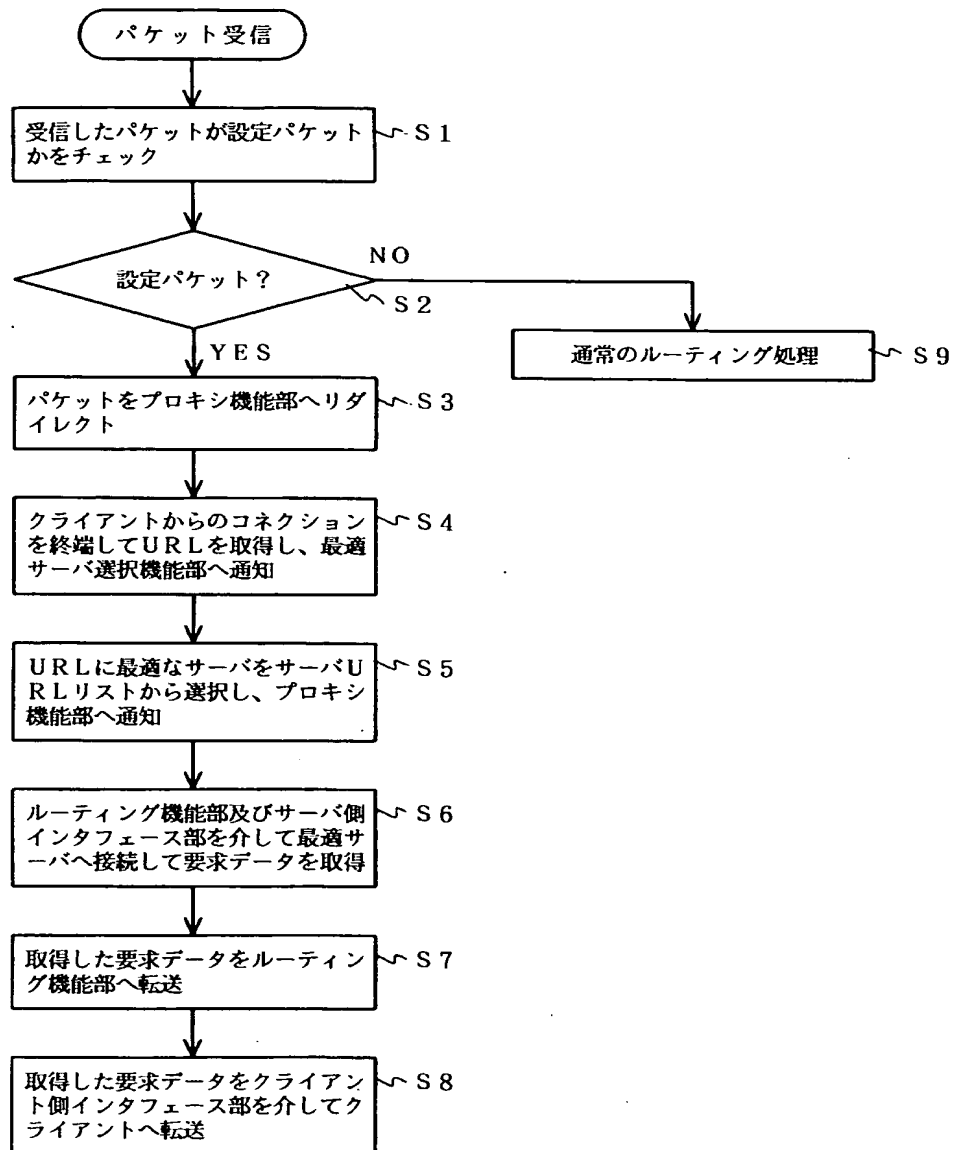 パケット受信
受信したパケットが設定パケット
かをチェック
S1
設定パケット？
NO
S2
YES
通常のルーティング処理
S9
パケットをプロキシ機能部へリダ
イレクト
S3
クライアントからのコネクション
を終端してURLを取得し、最適
サーバ選択機能部へ通知
S4
URLに最適なサーバをサーバU
RLリストから選択し、プロキシ
機能部へ通知
S5
ルーティング機能部及びサーバ側
インタフェース部を介して最適サ
ーバへ接続して要求データを取得
S6
取得した要求データをルーティン
グ機能部へ転送
S7
取得した要求データをクライアン
ト側インタフェース部を介してク
ライアントへ転送
S8